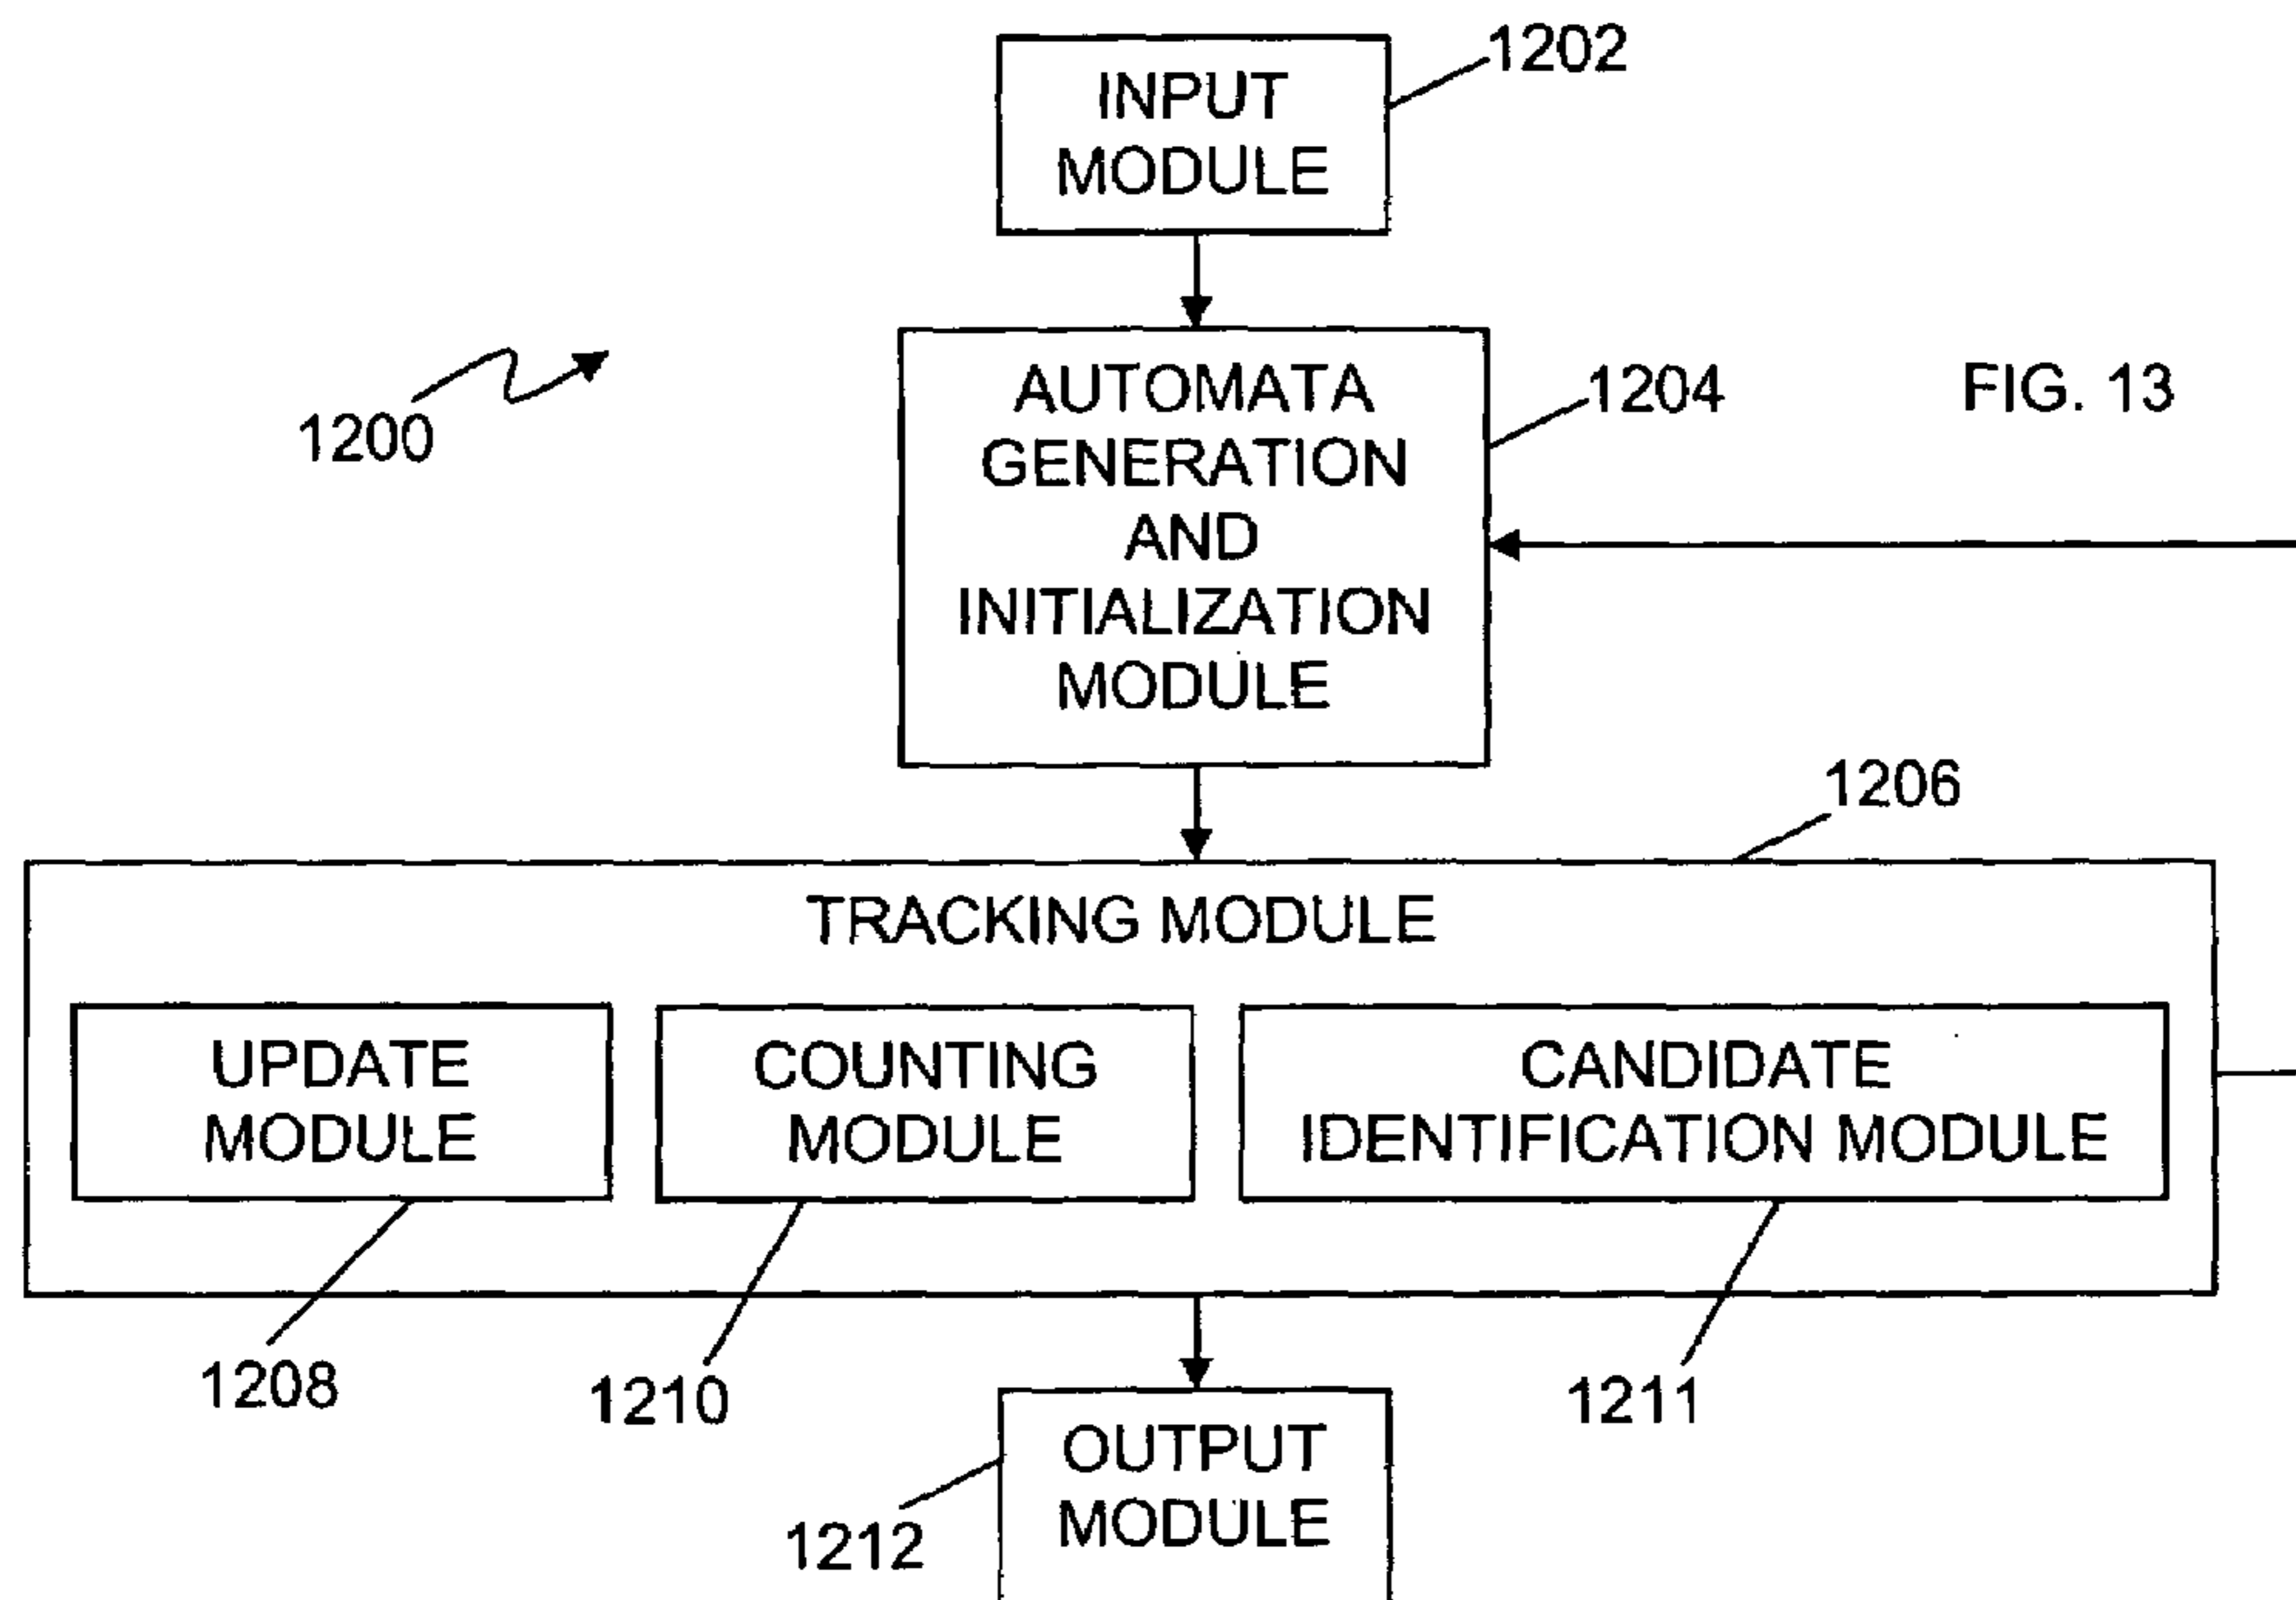 1202
INPUT
MODULE
1200
AUTOMATA
GENERATION
AND
INITIALIZATION
MODULE
1204
FIG. 13
1206
TRACKING MODULE
UPDATE
MODULE
COUNTING
MODULE
CANDIDATE
IDENTIFICATION MODULE
1208
1210
1211
OUTPUT
MODULE
1212